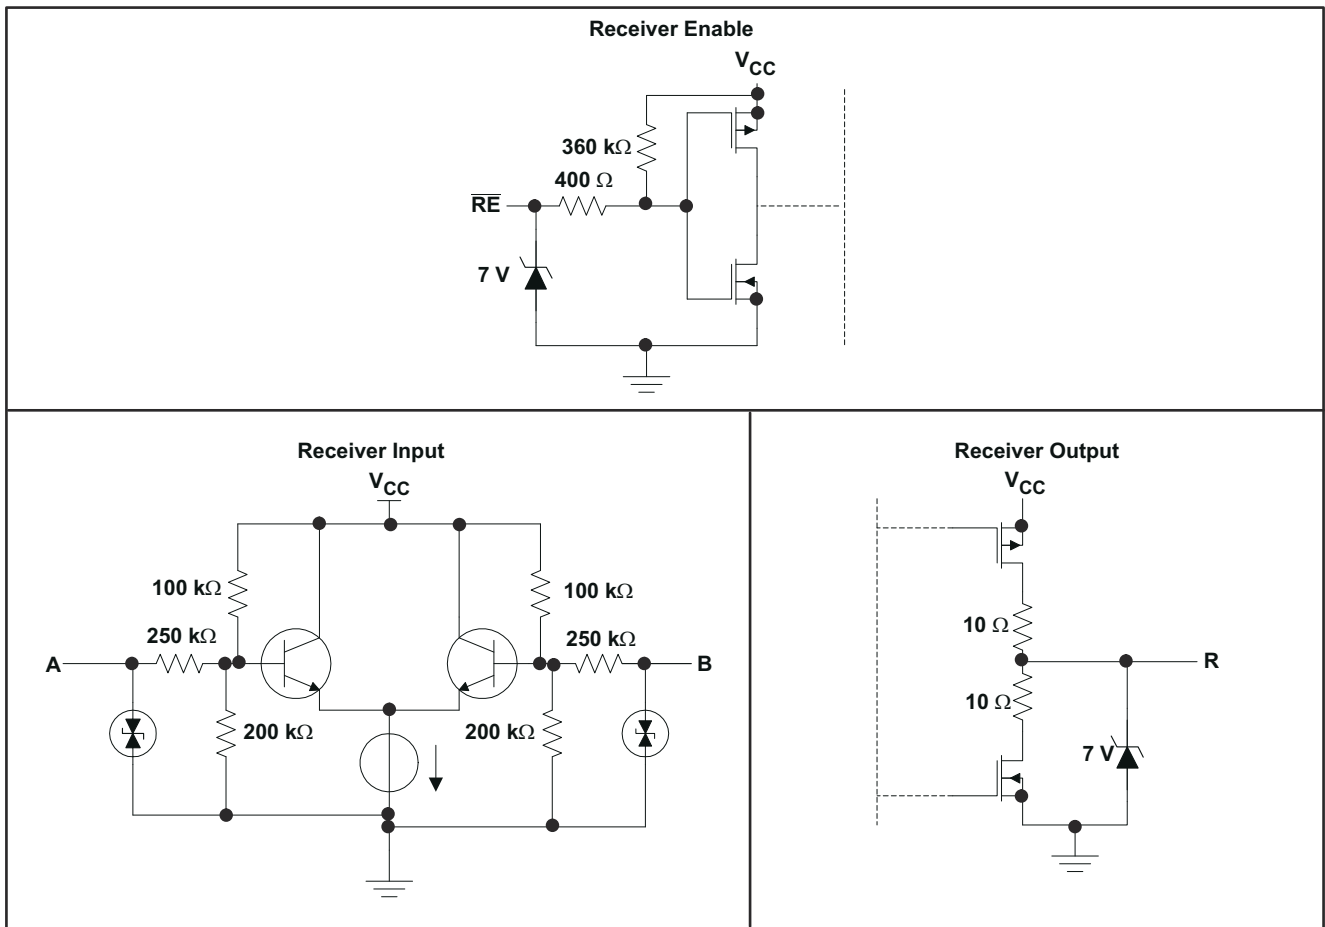 Receiver Enable
VCC
360 kΩ
400 Ω
RE
7 V
Receiver Input
VCC
100 kΩ
100 kΩ
250 kΩ
250 kΩ
A
B
200 kΩ
200 kΩ
Receiver Output
VCC
10 Ω
R
10 Ω
7 V